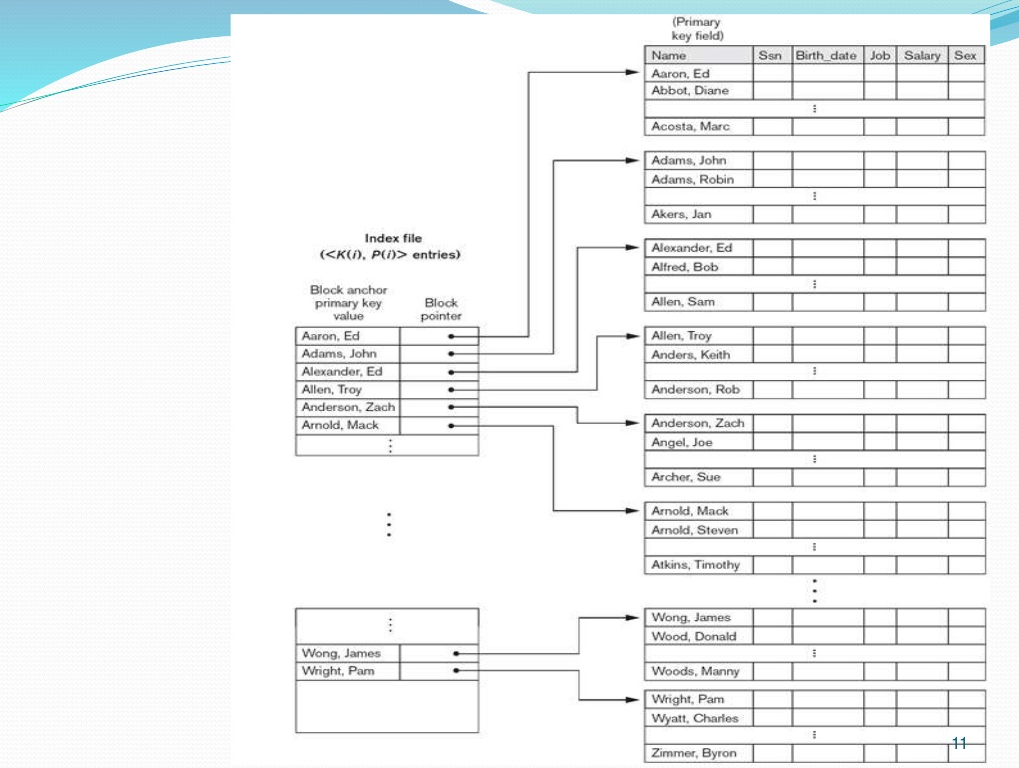 (Primary
key field)
Name Ssn Birth_date Job Salary Sex
Aaron, Ed
Abbot, Diane
⋮
Acosta, Marc
Adams, John
Adams, Robin
⋮
Akers, Jan
Alexander, Ed
Alfred, Bob
⋮
Allen, Sam
Allen, Troy
Anders, Keith
⋮
Anderson, Rob
Anderson, Zach
Angel, Joe
⋮
Archer, Sue
Arnold, Mack
Arnold, Steven
⋮
Atkins, Timothy
⋮
Wong, James
Wood, Donald
⋮
Woods, Manny
Wright, Pam
Wyatt, Charles
⋮
Zimmer, Byron
Index file
(<K(i), P(i)> entries)
Block anchor
primary key
value
Block
pointer
Aaron, Ed
Adams, John
Alexander, Ed
Allen, Troy
Anderson, Zach
Arnold, Mack
⋮
⋮
⋮
Wong, James
Wright, Pam
11